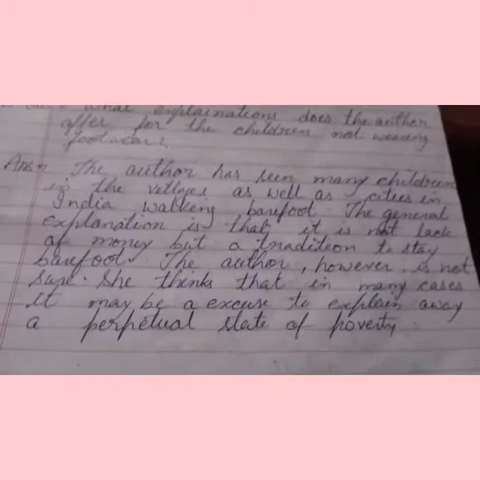 what explainations does the author
offer for the children not wearing
footwear?
Ans→ The author has seen many children
in the villages as well as cities in
India walking barefoot. The general
explanation is that it is not lack
of money but a tradition to stay
barefoot. The author, however is not
sure. She thinks that in many cases
it may be a excuse to explain away
a perpetual state of poverty